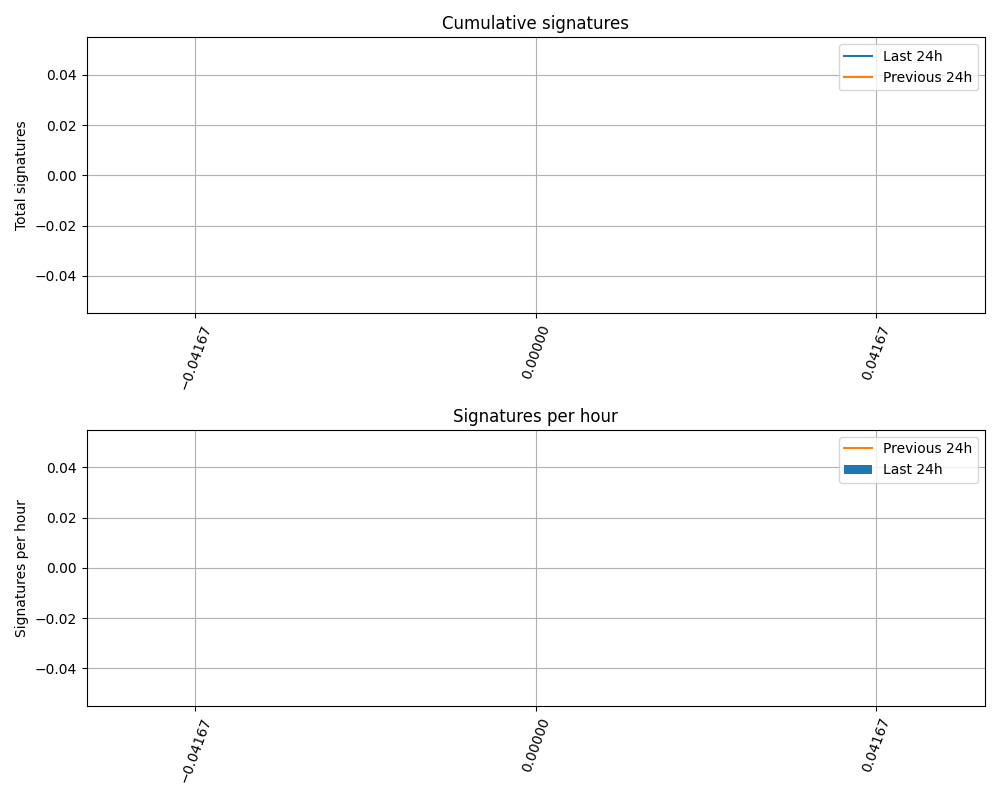 Cumulative signatures
Last 24h
Previous 24h
Total signatures
0.04
0.02
0.00
−0.02
−0.04
−0.04167
0.00000
0.04167
Signatures per hour
Previous 24h
Last 24h
Signatures per hour
0.04
0.02
0.00
−0.02
−0.04
−0.04167
0.00000
0.04167